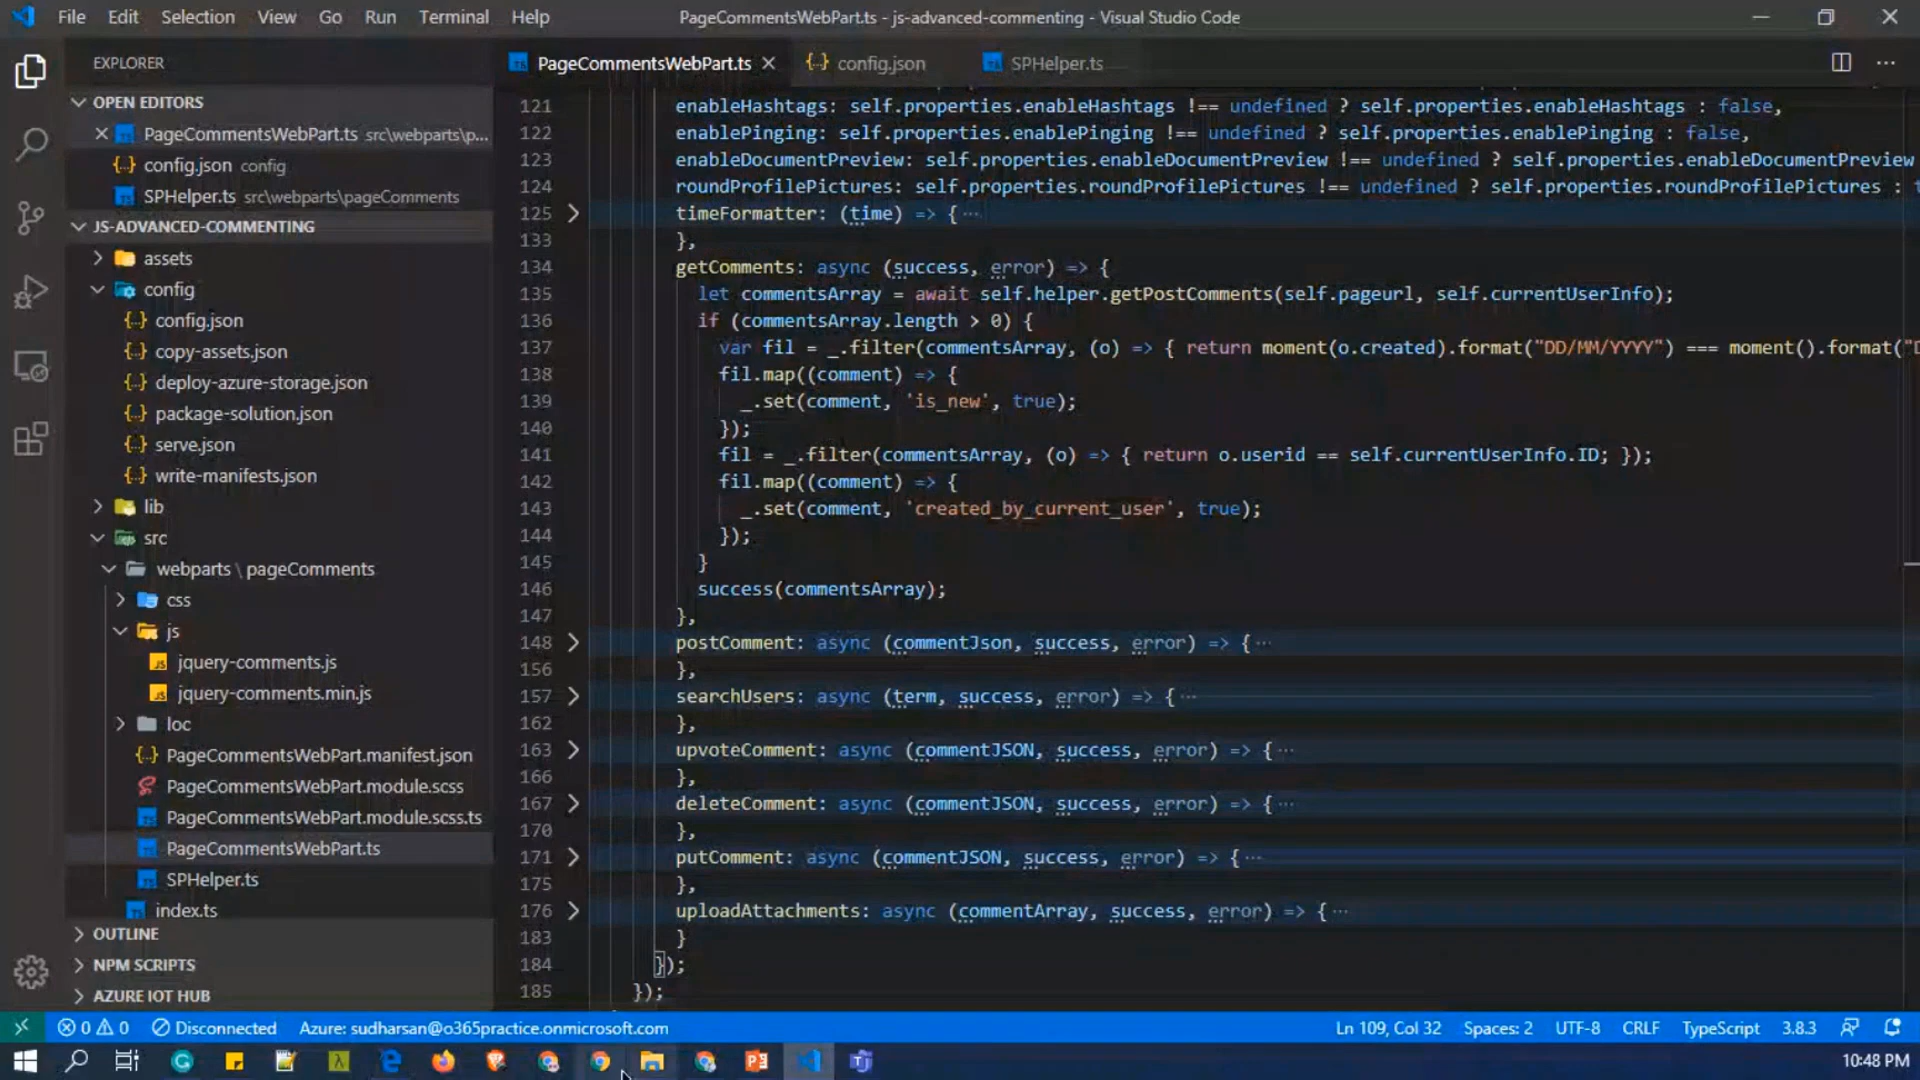 File Edit Selection View Go Run Terminal Help
PageCommentsWebPart.ts - js-advanced-commenting - Visual Studio Code
EXPLORER
OPEN EDITORS
PageCommentsWebPart.ts src\webparts\p...
config.json config
SPHelper.ts src\webparts\pageComments
JS-ADVANCED-COMMENTING
assets
config
config.json
copy-assets.json
deploy-azure-storage.json
package-solution.json
serve.json
write-manifests.json
lib
src
webparts \ pageComments
css
js
jquery-comments.js
jquery-comments.min.js
loc
PageCommentsWebPart.manifest.json
PageCommentsWebPart.module.scss
PageCommentsWebPart.module.scss.ts
PageCommentsWebPart.ts
SPHelper.ts
index.ts
OUTLINE
NPM SCRIPTS
AZURE IOT HUB
PageCommentsWebPart.ts config.json SPHelper.ts
121 enableHashtags: self.properties.enableHashtags !== undefined ? self.properties.enableHashtags : false,
122 enablePinging: self.properties.enablePinging !== undefined ? self.properties.enablePinging : false,
123 enableDocumentPreview: self.properties.enableDocumentPreview !== undefined ? self.properties.enableDocumentPreview
124 roundProfilePictures: self.properties.roundProfilePictures !== undefined ? self.properties.roundProfilePictures :
125 timeFormatter: (time) => { ...
133 },
134 getComments: async (success, error) => {
135 let commentsArray = await self.helper.getPostComments(self.pageurl, self.currentUserInfo);
136 if (commentsArray.length > 0) {
137 var fil = _.filter(commentsArray, (o) => { return moment(o.created).format("DD/MM/YYYY") === moment().format("D
138 fil.map((comment) => {
139 _.set(comment, 'is_new', true);
140 });
141 fil = _.filter(commentsArray, (o) => { return o.userid == self.currentUserInfo.ID; });
142 fil.map((comment) => {
143 _.set(comment, 'created_by_current_user', true);
144 });
145 }
146 success(commentsArray);
147 },
148 postComment: async (commentJson, success, error) => { ...
156 },
157 searchUsers: async (term, success, error) => { ...
162 },
163 upvoteComment: async (commentJSON, success, error) => { ...
166 },
167 deleteComment: async (commentJSON, success, error) => { ...
170 },
171 putComment: async (commentJSON, success, error) => { ...
175 },
176 uploadAttachments: async (commentArray, success, error) => { ...
183 }
184 });
185 });
0 0 Disconnected Azure: sudharsan@o365practice.onmicrosoft.com Ln 109, Col 32 Spaces: 2 UTF-8 CRLF TypeScript 3.8.3
10:48 PM